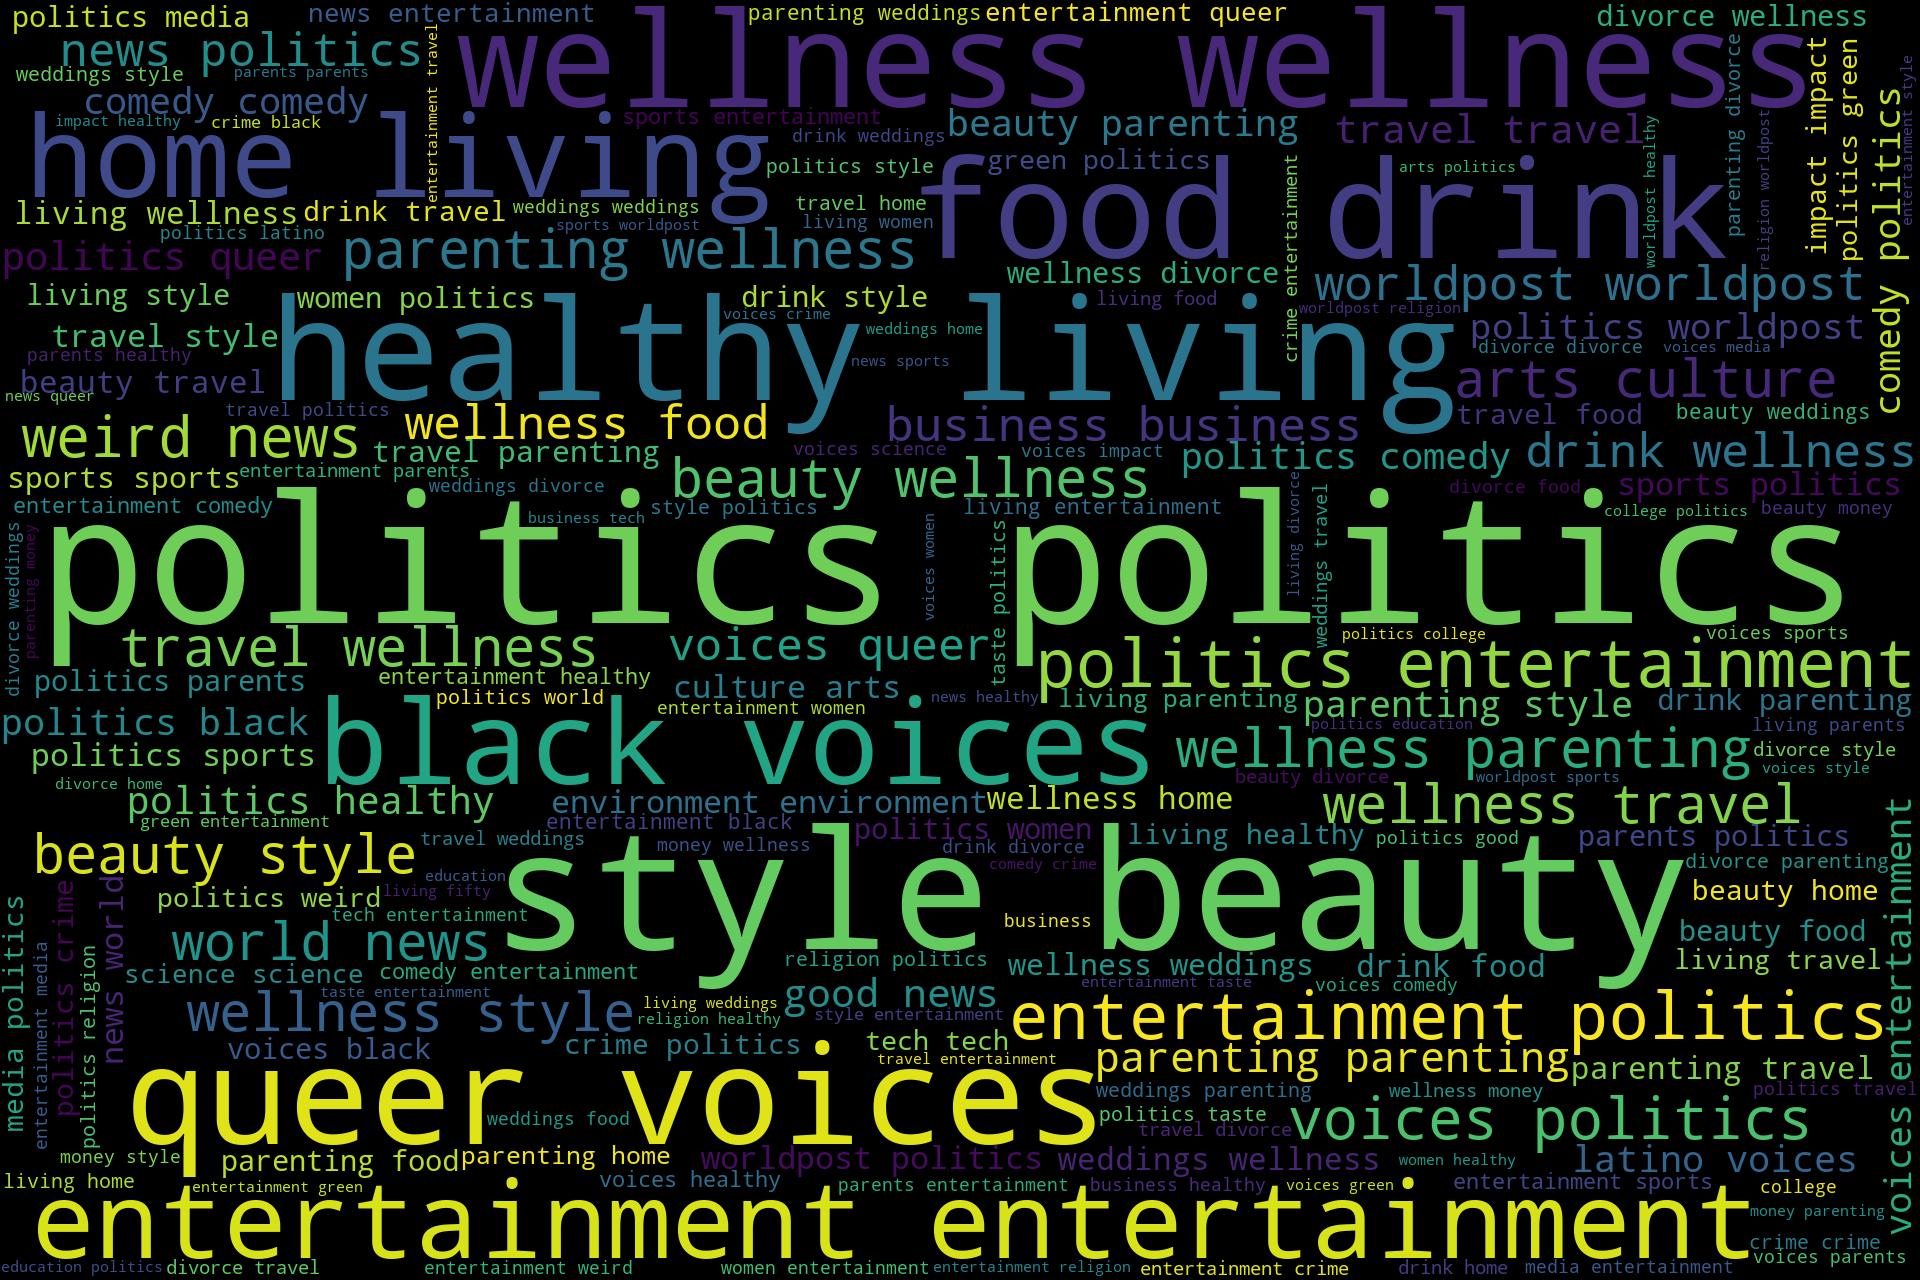 politics media
news entertainment
parenting weddings
entertainment queer
divorce wellness
news politics
wellness wellness
weddings style
parents parents
entertainment travel
comedy comedy
impact healthy
crime black
sports entertainment
drink weddings
beauty parenting
travel travel
parenting divorce
impact impact
politics green
entertainment style
comedy politics
home living
politics style
green politics
arts politics
food drink
worldpost healthy
religion worldpost
crime entertainment
living wellness
drink travel
weddings weddings
travel home
politics latino
sports worldpost
living women
politics queer
parenting wellness
wellness divorce
worldpost worldpost
living style
women politics
drink style
living food
worldpost religion
travel style
healthy living
voices crime
weddings home
politics worldpost
parents healthy
news sports
divorce divorce
voices media
beauty travel
arts culture
news queer
travel politics
wellness food
business business
travel food
beauty weddings
weird news
travel parenting
voices science
voices impact
politics comedy
drink wellness
sports sports
entertainment parents
beauty wellness
weddings divorce
divorce food
sports politics
entertainment comedy
business tech
style politics
living entertainment
college politics
beauty money
politics politics
divorce weddings
parenting money
voices women
taste politics
living divorce
weddings travel
travel wellness
voices queer
politics college
voices sports
politics entertainment
politics parents
entertainment healthy
culture arts
politics world
entertainment women
news healthy
living parenting
parenting style
drink parenting
politics black
black voices
politics education
living parents
politics sports
wellness parenting
divorce style
divorce home
beauty divorce
worldpost sports
voices style
politics healthy
environment environment
wellness home
wellness travel
green entertainment
entertainment black
politics women
living healthy
politics good
parents politics
voices entertainment
beauty style
travel weddings
money wellness
drink divorce
comedy crime
divorce parenting
style beauty
education
living fifty
politics weird
beauty home
media politics
politics crime
news world
tech entertainment
business
world news
beauty food
entertainment media
politics religion
science science
comedy entertainment
religion politics
wellness weddings
drink food
living travel
taste entertainment
living weddings
good news
entertainment taste
voices comedy
wellness style
religion healthy
style entertainment
entertainment politics
voices black
crime politics
tech tech
travel entertainment
parenting parenting
parenting travel
queer voices
weddings parenting
wellness money
politics travel
weddings food
politics taste
voices politics
travel divorce
money style
parenting food
parenting home
worldpost politics
weddings wellness
women healthy
latino voices
living home
entertainment green
voices healthy
parents entertainment
business healthy
voices green
entertainment sports
college
entertainment entertainment
money parenting
crime crime
voices parents
education politics
divorce travel
entertainment weird
women entertainment
entertainment religion
entertainment crime
drink home
media entertainment